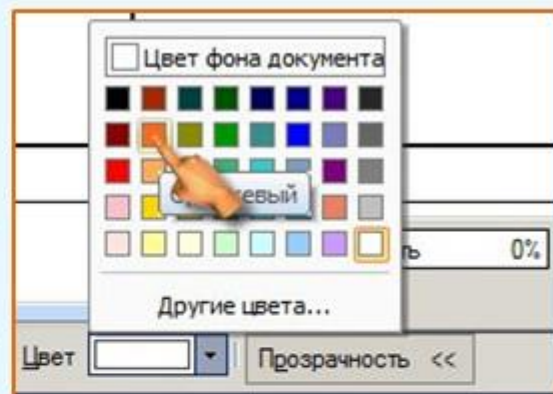 Цвет фона документа
0%
Другие цвета...
Цвет
Прозрачность <<